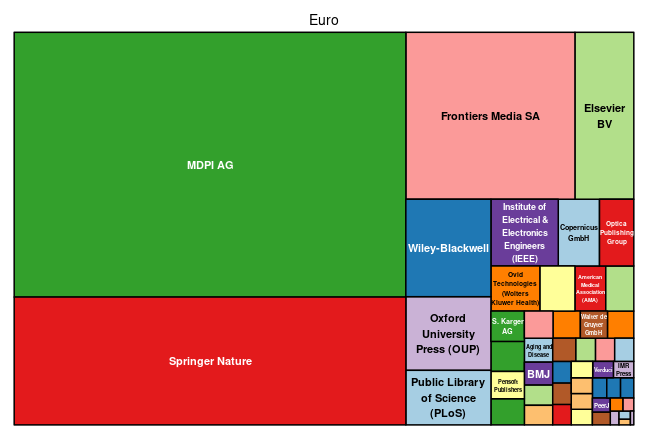 Euro
MDPI AG
Frontiers Media SA
Elsevier
BV
Springer Nature
Wiley-Blackwell
Institute of
Electrical &
Electronics
Engineers
(IEEE)
Copernicus
GmbH
Optica
Publishing
Group
Ovid
Technologies
(Wolters
Kluwer Health)
American
Medical
Association
(AMA)
Oxford
University
Press (OUP)
Public Library
of Science
(PLoS)
S. Karger
AG
Walter de
Gruyter
GmbH
Aging and
Disease
Pensoft
Publishers
BMJ
Verduci
IMR
Press
PeerJ